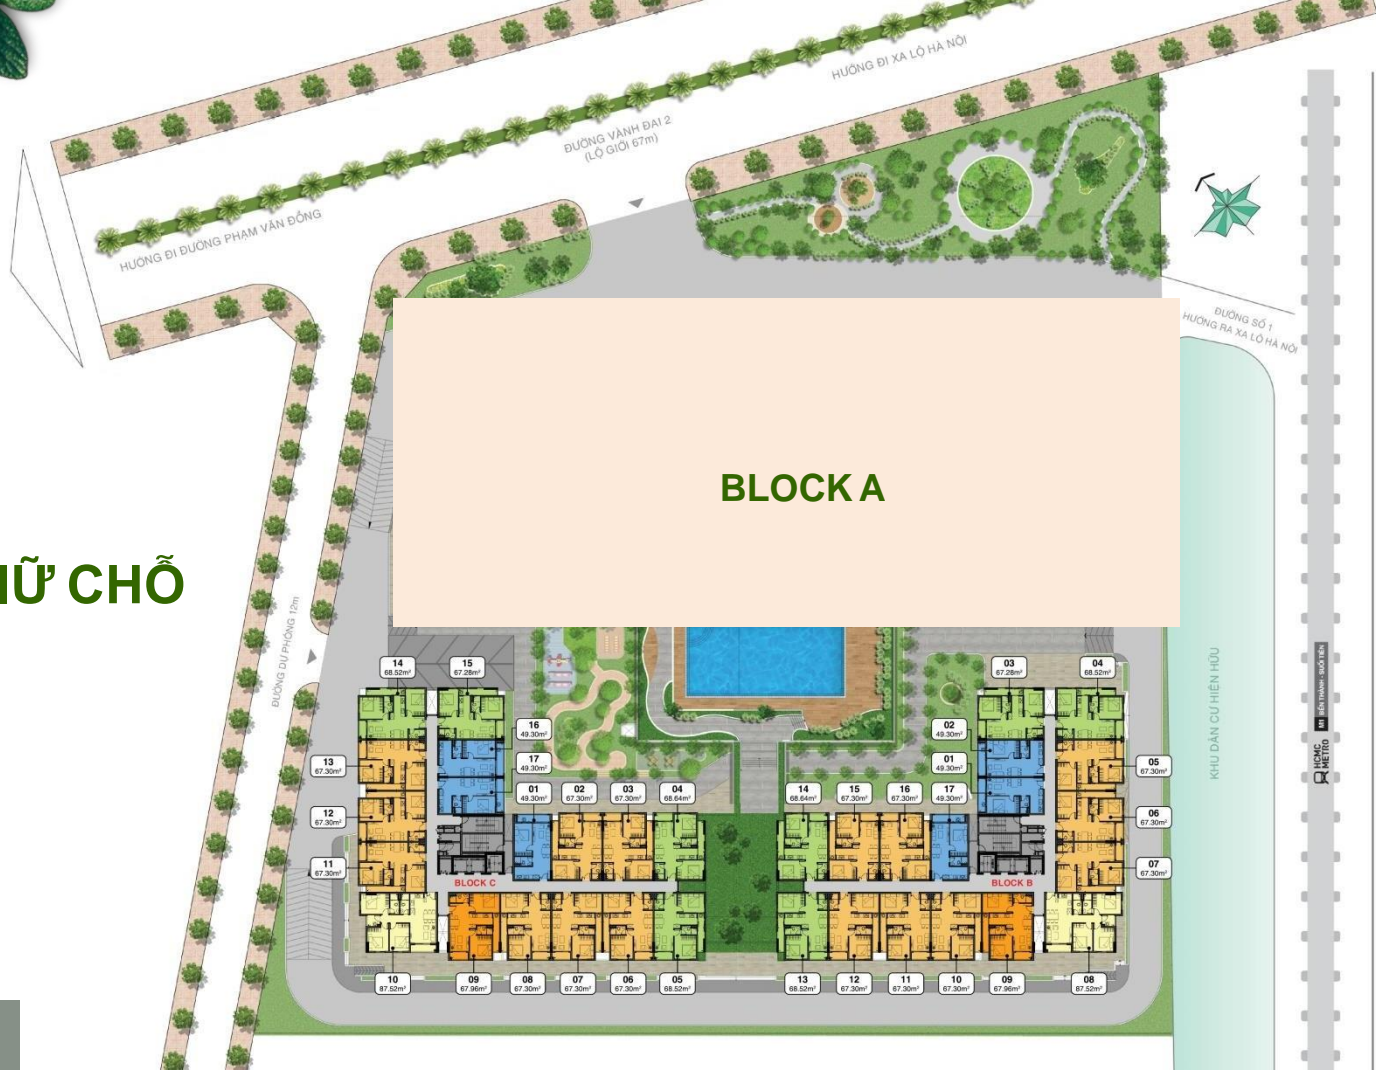 HƯỚNG ĐI XA LỘ HÀ NỘI
ĐƯỜNG VÀNH ĐAI 2
(LỘ GIỚI 67m)
HƯỚNG ĐI ĐƯỜNG PHẠM VĂN ĐỒNG
ĐƯỜNG SỐ 1
HƯỚNG RA XA LỘ HÀ NỘI
BLOCK A
CHỖ
ĐƯỜNG DỰ PHÓNG 12m
KHU DÂN CƯ HIỆN HỮU
HCMC
METRO
M1 BẾN THÀNH - SUỐI TIÊN
14
68.52m²
15
67.28m²
16
49.30m²
17
49.30m²
13
67.30m²
12
67.30m²
11
67.30m²
01
49.30m²
02
67.30m²
03
67.30m²
04
68.64m²
BLOCK C
10
87.52m²
09
67.96m²
08
67.30m²
07
67.30m²
06
67.30m²
05
68.52m²
03
67.28m²
04
68.52m²
02
49.30m²
01
49.30m²
05
67.30m²
06
67.30m²
07
67.30m²
14
68.64m²
15
67.30m²
16
67.30m²
17
49.30m²
BLOCK B
13
68.52m²
12
67.30m²
11
67.30m²
10
67.30m²
09
67.96m²
08
87.52m²